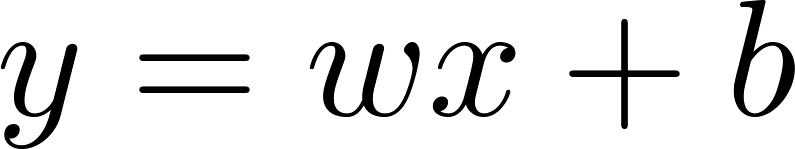 y = wx + b